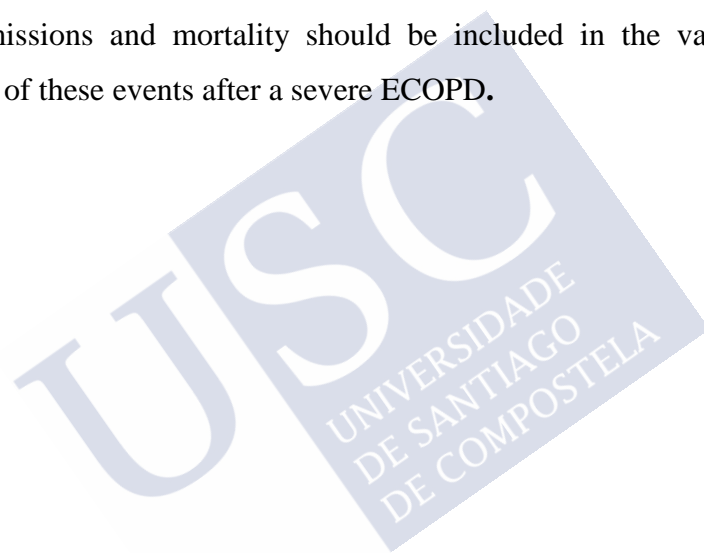 missions and mortality should be included in the va
of these events after a severe ECOPD.
USC
UNIVERSIDADE
DE SANTIAGO
DE COMPOSTELA